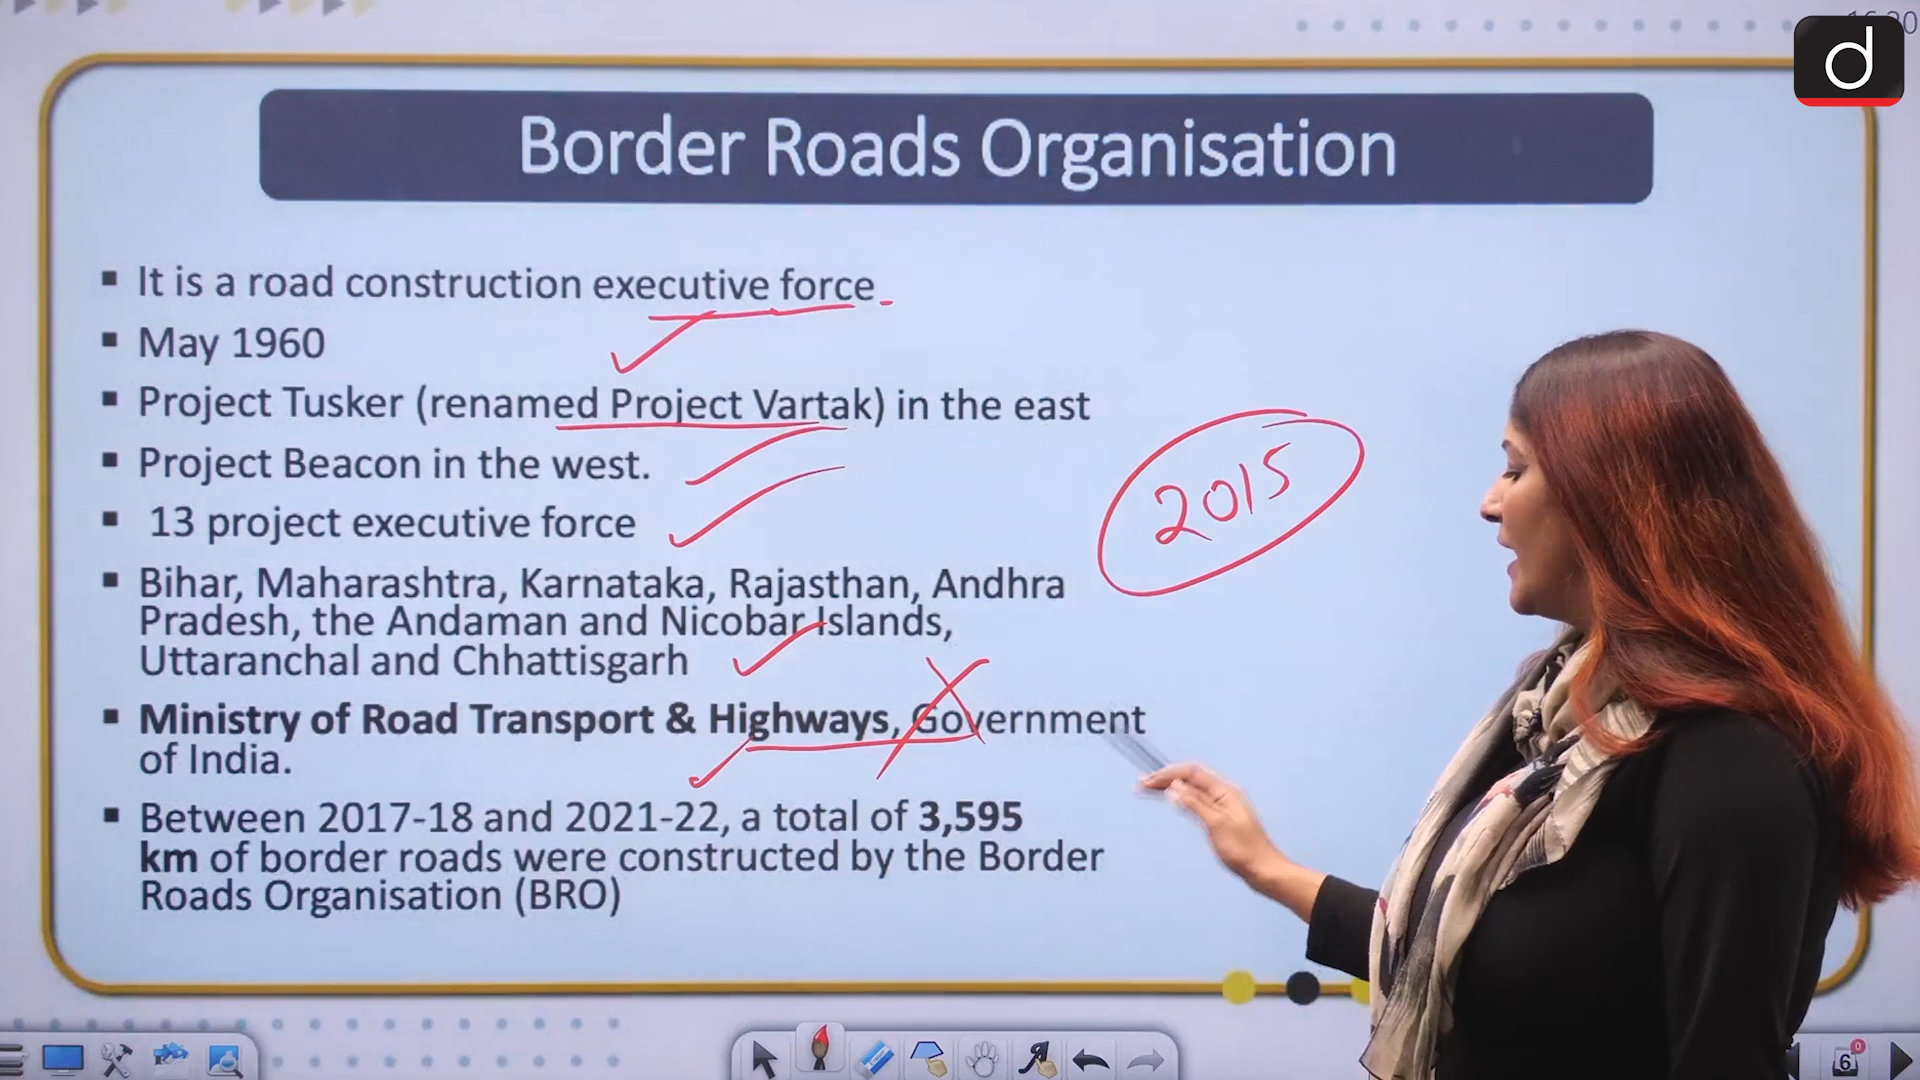 Border Roads Organisation
▪ It is a road construction executive force
▪ May 1960
▪ Project Tusker (renamed Project Vartak) in the east
▪ Project Beacon in the west.
▪ 13 project executive force
2015
▪ Bihar, Maharashtra, Karnataka, Rajasthan, Andhra
Pradesh, the Andaman and Nicobar Islands,
Uttaranchal and Chhattisgarh
▪ Ministry of Road Transport & Highways, Government
of India.
▪ Between 2017-18 and 2021-22, a total of 3,595
km of border roads were constructed by the Border
Roads Organisation (BRO)
d
6
0